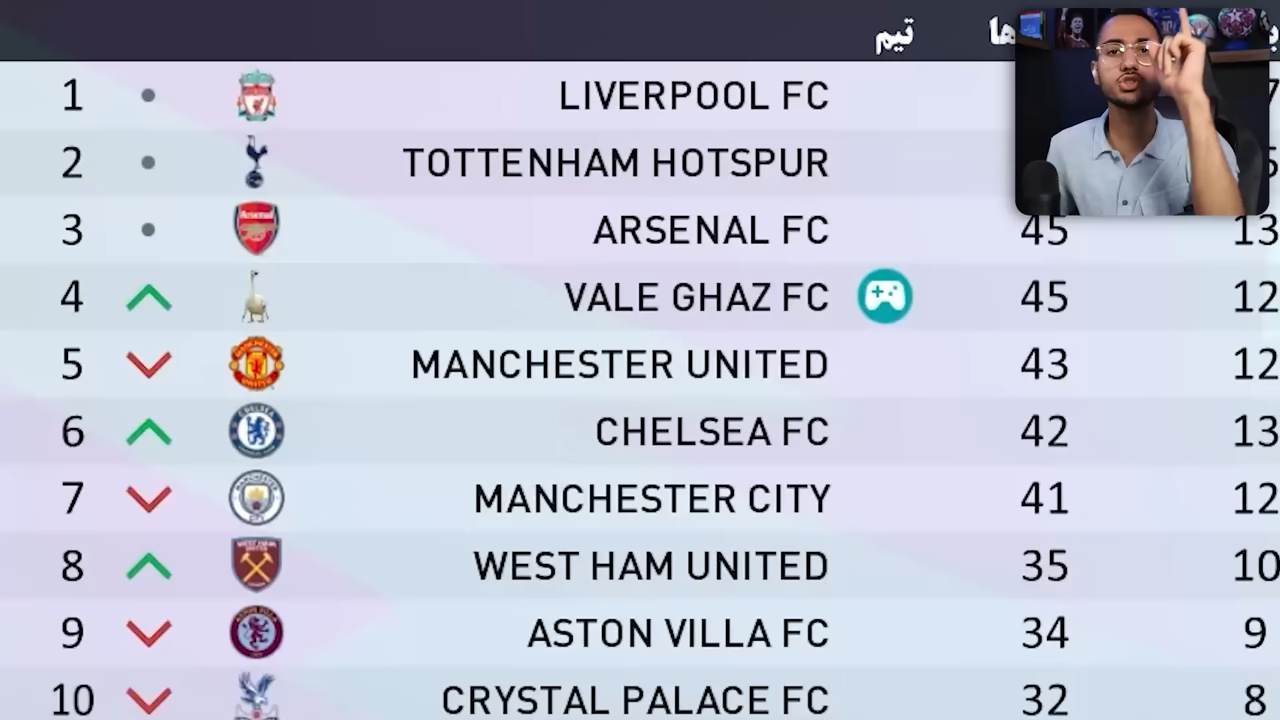 تیم ها
1 LIVERPOOL FC
2 TOTTENHAM HOTSPUR
3 ARSENAL FC 45 13
4 VALE GHAZ FC 45 12
5 MANCHESTER UNITED 43 12
6 CHELSEA FC 42 13
7 MANCHESTER CITY 41 12
8 WEST HAM UNITED 35 10
9 ASTON VILLA FC 34 9
10 CRYSTAL PALACE FC 32 8